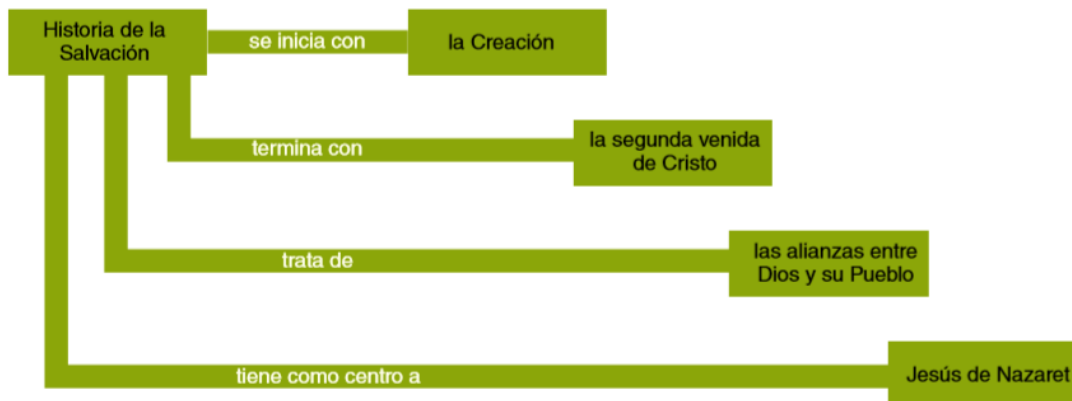 Historia de la
Salvación
se inicia con
la Creación
termina con
la segunda venida
de Cristo
trata de
las alianzas entre
Dios y su Pueblo
tiene como centro a
Jesús de Nazaret